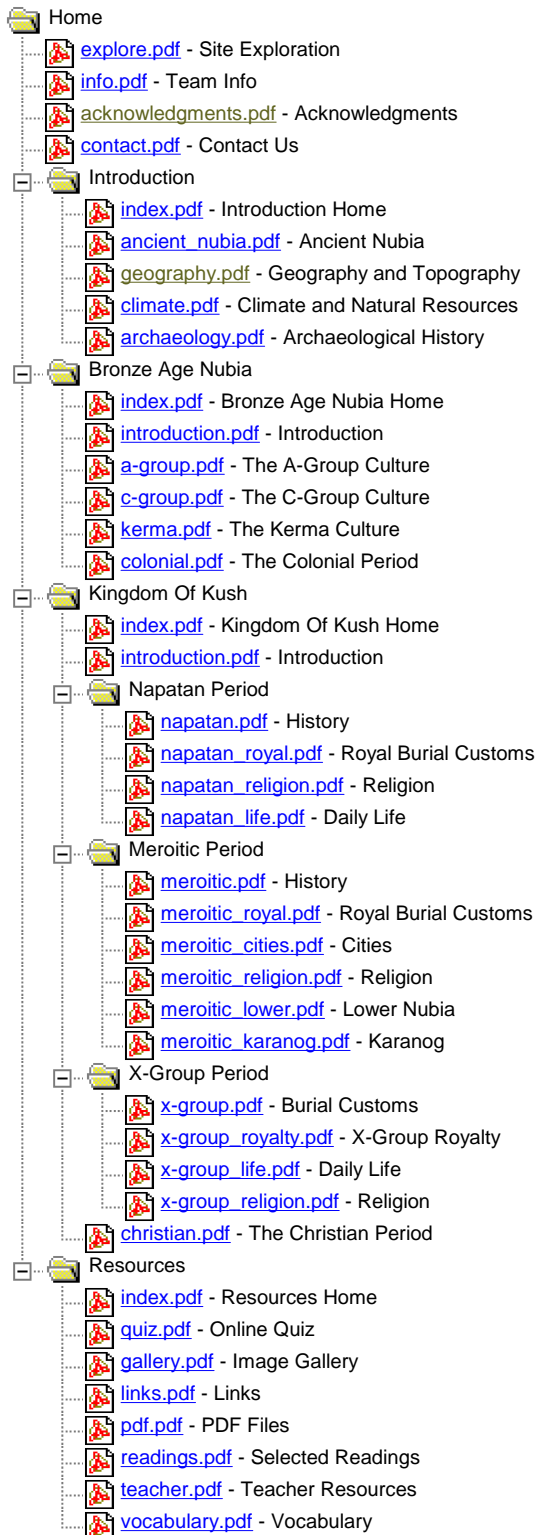 Home
explore.pdf - Site Exploration
info.pdf - Team Info
acknowledgments.pdf - Acknowledgments
contact.pdf - Contact Us
Introduction
index.pdf - Introduction Home
ancient_nubia.pdf - Ancient Nubia
geography.pdf - Geography and Topography
climate.pdf - Climate and Natural Resources
archaeology.pdf - Archaeological History
Bronze Age Nubia
index.pdf - Bronze Age Nubia Home
introduction.pdf - Introduction
a-group.pdf - The A-Group Culture
c-group.pdf - The C-Group Culture
kerma.pdf - The Kerma Culture
colonial.pdf - The Colonial Period
Kingdom Of Kush
index.pdf - Kingdom Of Kush Home
introduction.pdf - Introduction
Napatan Period
napatan.pdf - History
napatan_royal.pdf - Royal Burial Customs
napatan_religion.pdf - Religion
napatan_life.pdf - Daily Life
Meroitic Period
meroitic.pdf - History
meroitic_royal.pdf - Royal Burial Customs
meroitic_cities.pdf - Cities
meroitic_religion.pdf - Religion
meroitic_lower.pdf - Lower Nubia
meroitic_karanog.pdf - Karanog
X-Group Period
x-group.pdf - Burial Customs
x-group_royalty.pdf - X-Group Royalty
x-group_life.pdf - Daily Life
x-group_religion.pdf - Religion
christian.pdf - The Christian Period
Resources
index.pdf - Resources Home
quiz.pdf - Online Quiz
gallery.pdf - Image Gallery
links.pdf - Links
pdf.pdf - PDF Files
readings.pdf - Selected Readings
teacher.pdf - Teacher Resources
vocabulary.pdf - Vocabulary